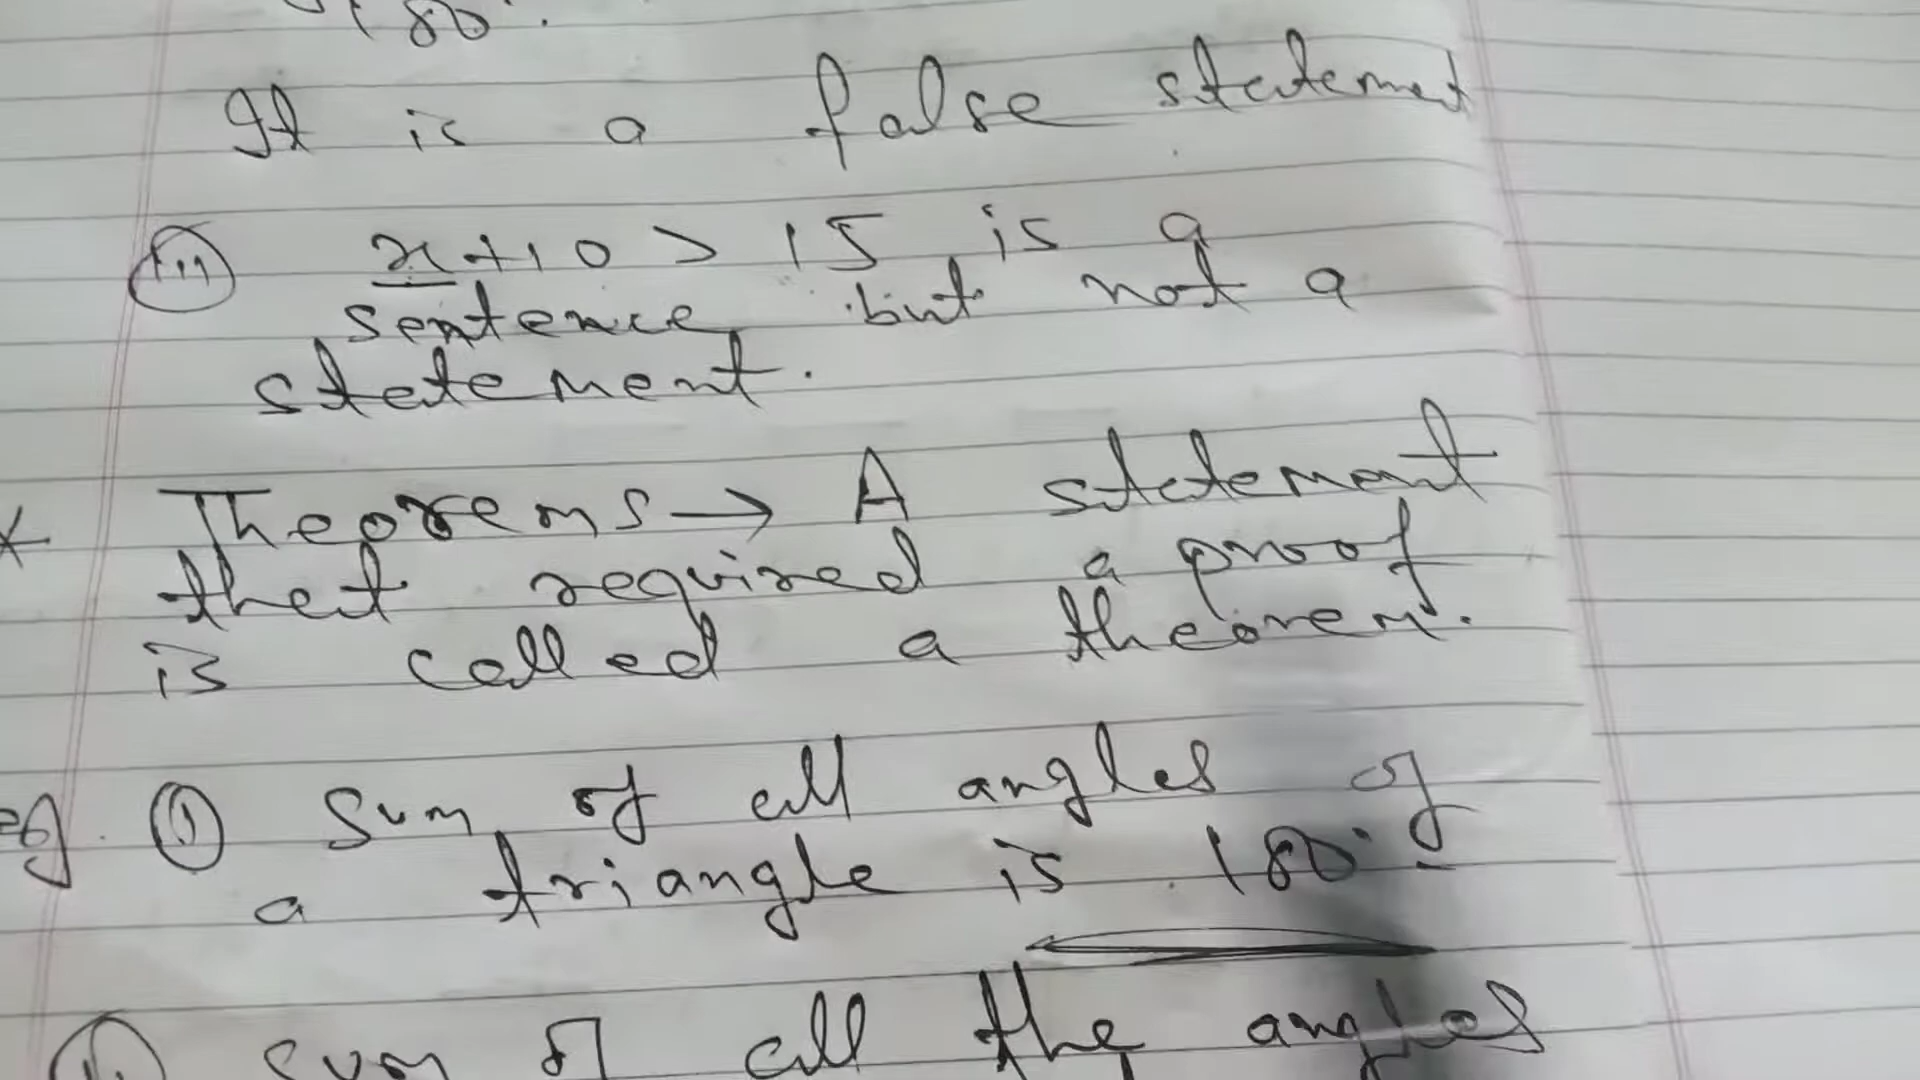 180°.
It is a false statement
(iii) x+10 > 15 is a
sentence but not a
statement.
* Theorems → A statement
that required a proof
is called a theorem.
eg. (i) Sum of all angles of
a triangle is 180°
sum of all the angles